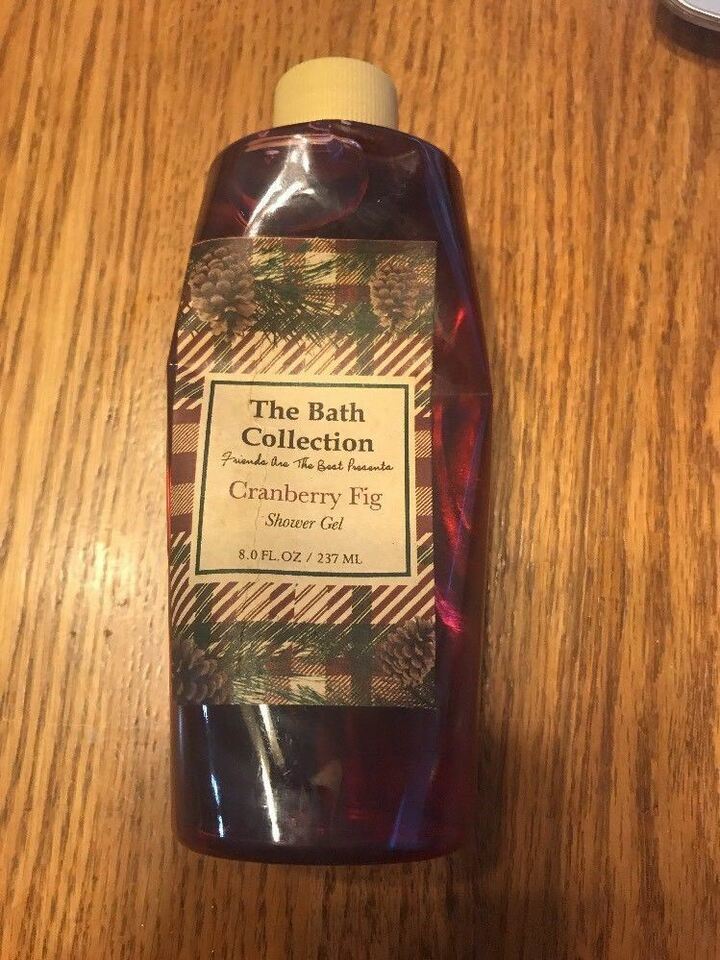 The Bath
Collection
Friends Are The Best Presents
Cranberry Fig
Shower Gel
8.0 FL.OZ / 237 ML